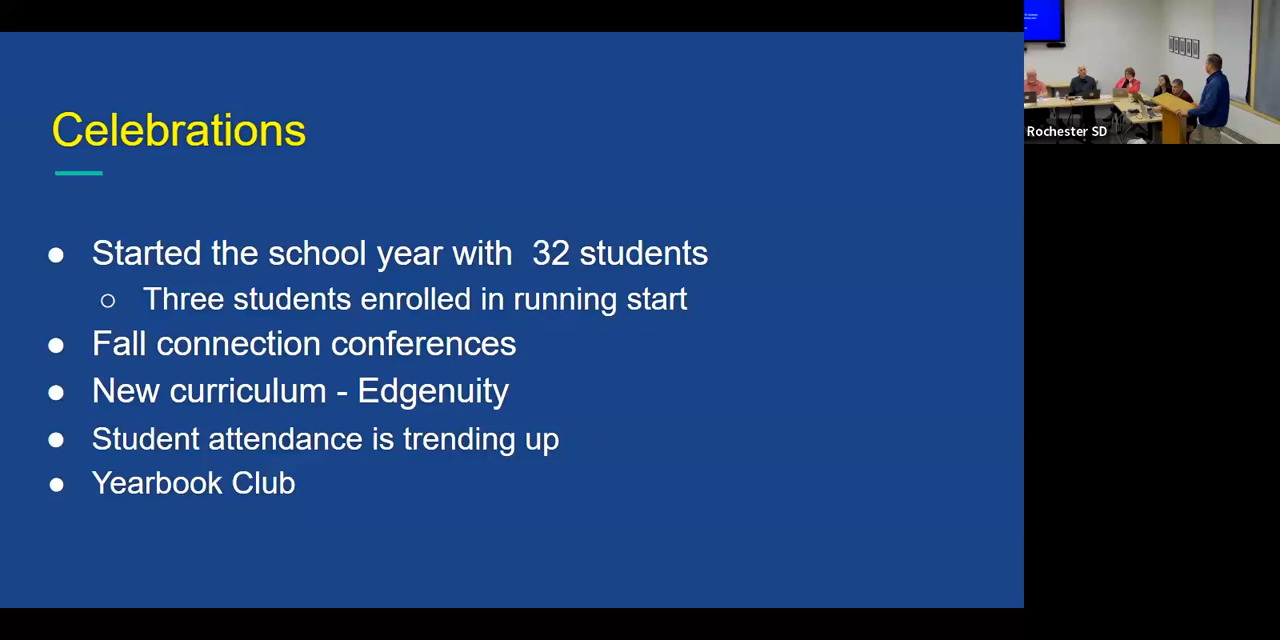 Celebrations
● Started the school year with 32 students
○ Three students enrolled in running start
● Fall connection conferences
● New curriculum - Edgenuity
● Student attendance is trending up
● Yearbook Club
Rochester SD